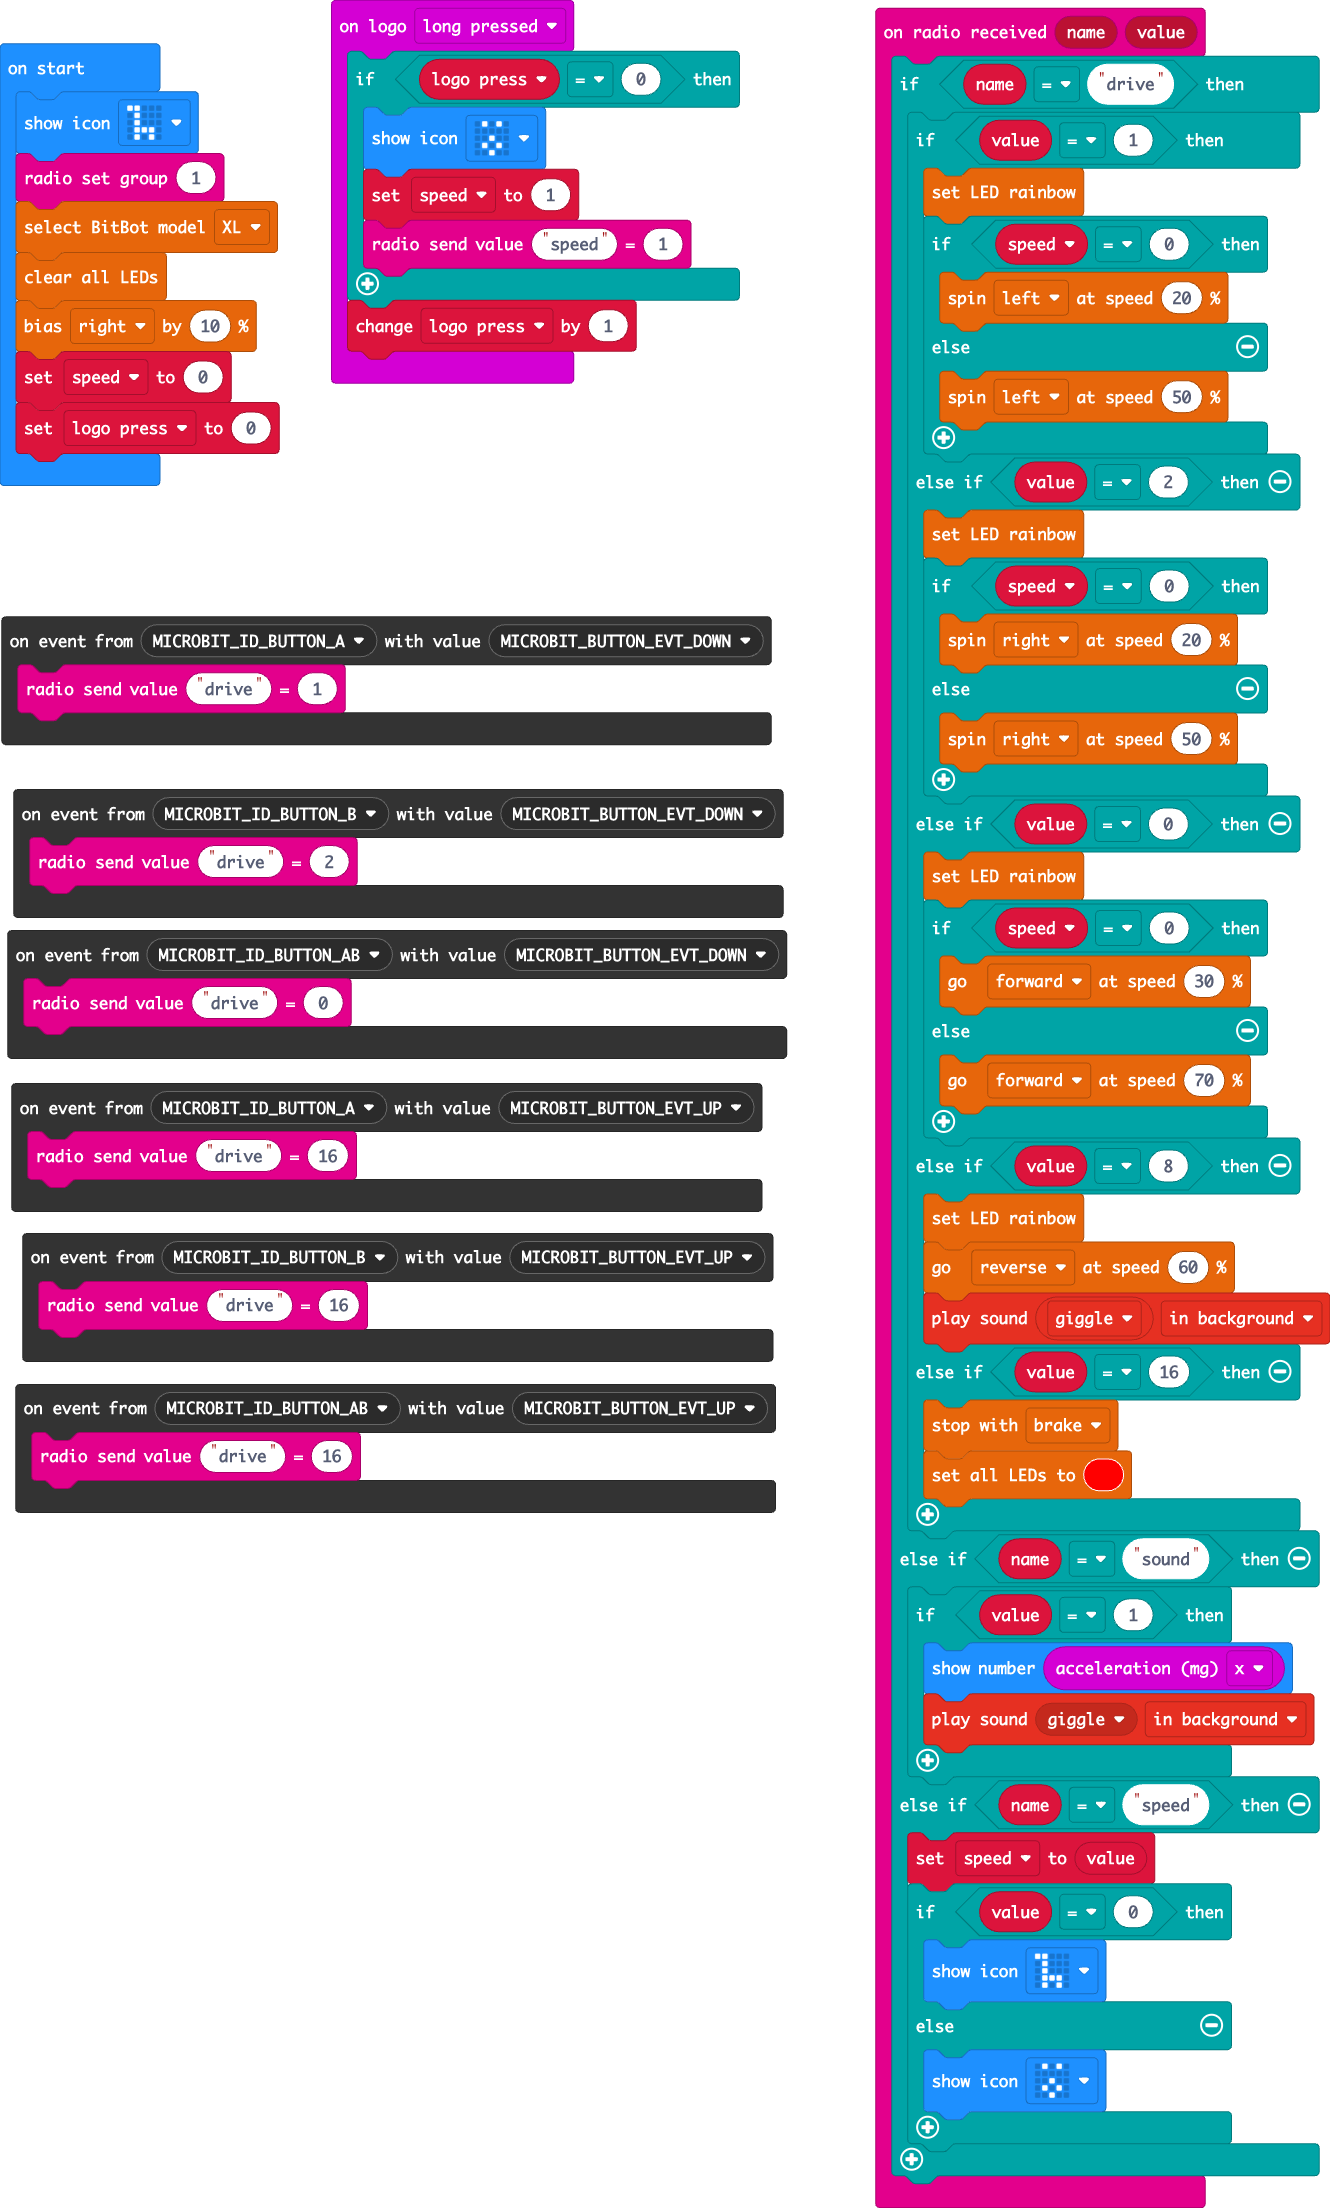 on start
show icon
radio set group 1
select BitBot model XL
clear all LEDs
bias right by 10 %
set speed to 0
set logo press to 0
on logo long pressed
if logo press = 0 then
show icon
set speed to 1
radio send value "speed" = 1
change logo press by 1
on event from MICROBIT_ID_BUTTON_A with value MICROBIT_BUTTON_EVT_DOWN
radio send value "drive" = 1
on event from MICROBIT_ID_BUTTON_B with value MICROBIT_BUTTON_EVT_DOWN
radio send value "drive" = 2
on event from MICROBIT_ID_BUTTON_AB with value MICROBIT_BUTTON_EVT_DOWN
radio send value "drive" = 0
on event from MICROBIT_ID_BUTTON_A with value MICROBIT_BUTTON_EVT_UP
radio send value "drive" = 16
on event from MICROBIT_ID_BUTTON_B with value MICROBIT_BUTTON_EVT_UP
radio send value "drive" = 16
on event from MICROBIT_ID_BUTTON_AB with value MICROBIT_BUTTON_EVT_UP
radio send value "drive" = 16
on radio received name value
if name = "drive" then
if value = 1 then
set LED rainbow
if speed = 0 then
spin left at speed 20 %
else
spin left at speed 50 %
else if value = 2 then
set LED rainbow
if speed = 0 then
spin right at speed 20 %
else
spin right at speed 50 %
else if value = 0 then
set LED rainbow
if speed = 0 then
go forward at speed 30 %
else
go forward at speed 70 %
else if value = 8 then
set LED rainbow
go reverse at speed 60 %
play sound giggle in background
else if value = 16 then
stop with brake
set all LEDs to
else if name = "sound" then
if value = 1 then
show number acceleration (mg) x
play sound giggle in background
else if name = "speed" then
set speed to value
if value = 0 then
show icon
else
show icon